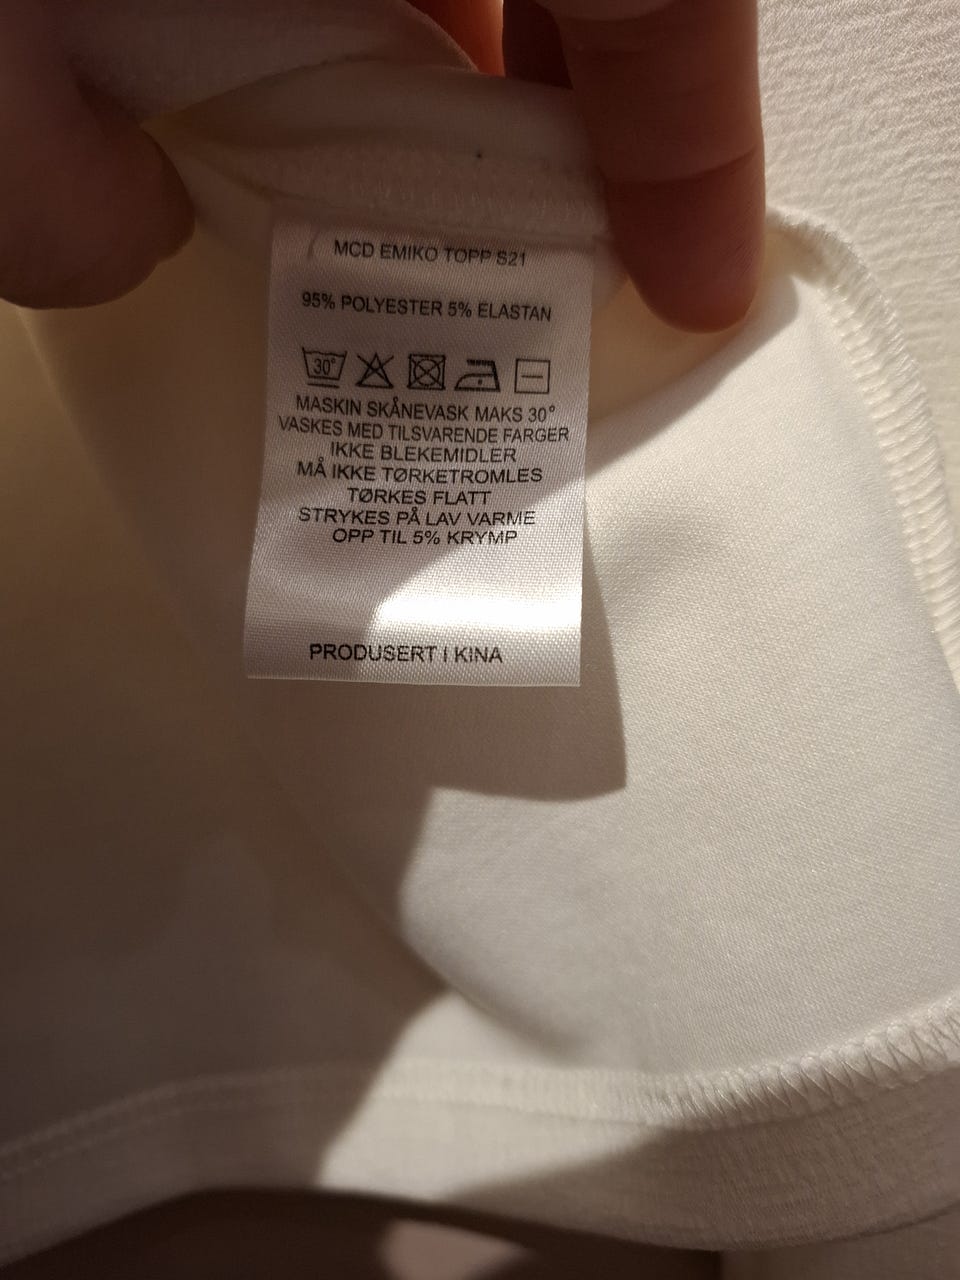 MCD EMIKO TOPP S21
95% POLYESTER 5% ELASTAN
30°
MASKIN SKÅNEVASK MAKS 30°
VASKES MED TILSVARENDE FARGER
IKKE BLEKEMIDLER
MÅ IKKE TØRKETROMLES
TØRKES FLATT
STRYKES PÅ LAV VARME
OPP TIL 5% KRYMP
PRODUSERT I KINA